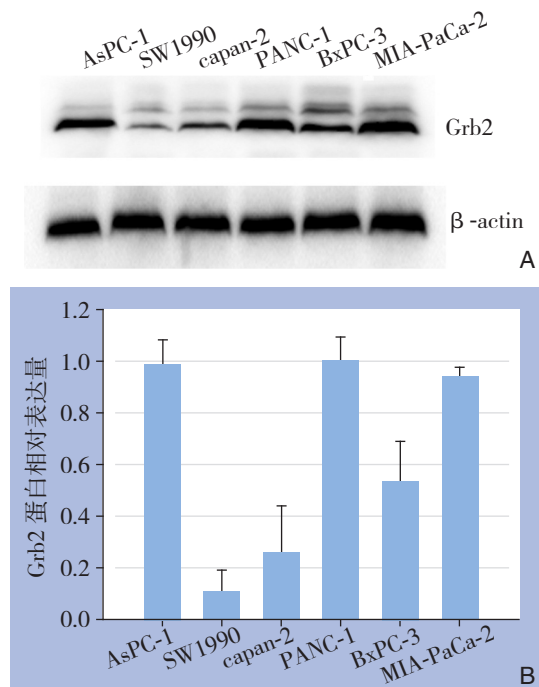 AsPC-1 SW1990 capan-2 PANC-1 BxPC-3 MIA-PaCa-2
Grb2
β-actin
A
Grb2 蛋白相对表达量
1.2
1.0
0.8
0.6
0.4
0.2
0.0
AsPC-1 SW1990 capan-2 PANC-1 BxPC-3 MIA-PaCa-2
B